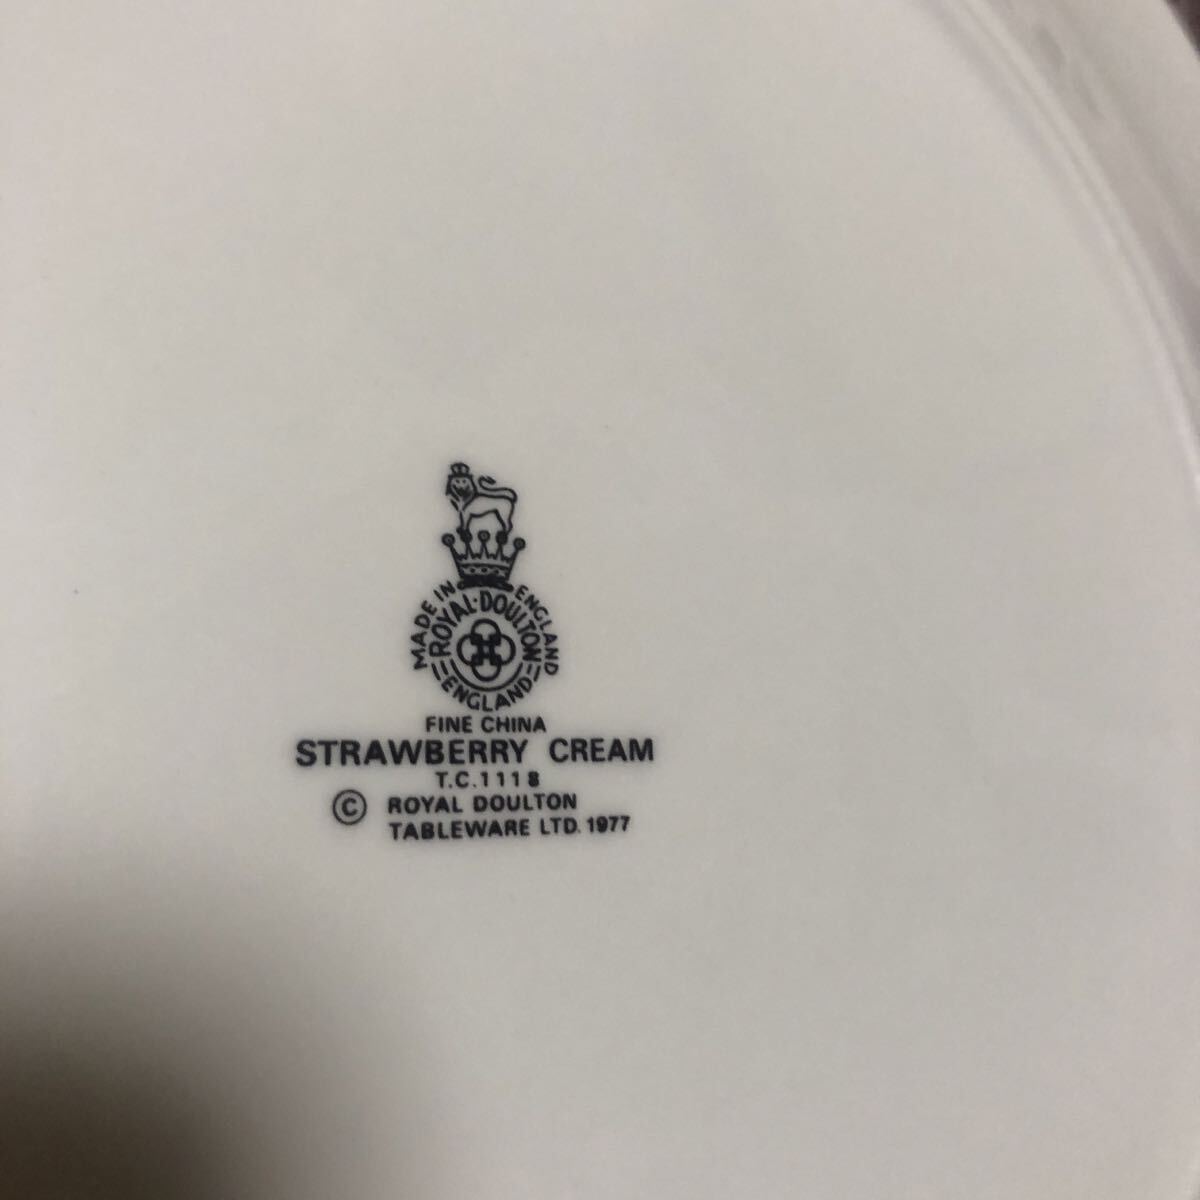 MADE IN ENGLAND
ROYAL·DOULTON
ENGLAND
FINE CHINA
STRAWBERRY CREAM
T.C.1118
© ROYAL DOULTON
TABLEWARE LTD. 1977